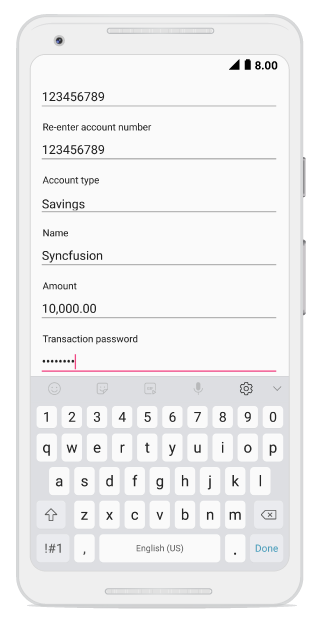 8.00
123456789
Re-enter account number
123456789
Account type
Savings
Name
Syncfusion
Amount
10,000.00
Transaction password
••••••••
1 2 3 4 5 6 7 8 9 0
q w e r t y u i o p
a s d f g h j k l
z x c v b n m
!#1 , English (US) . Done